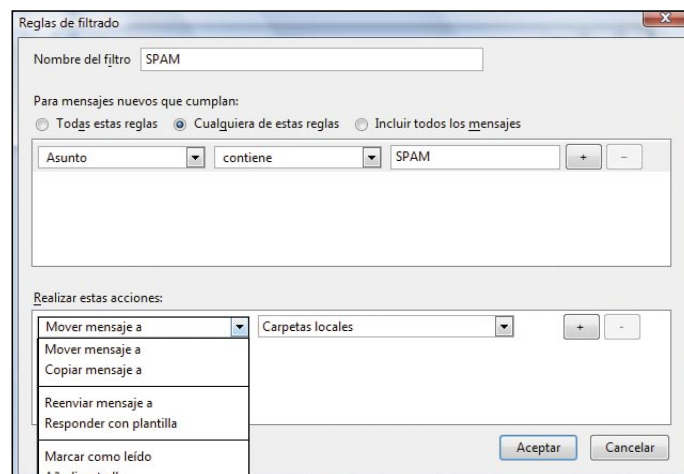 Reglas de filtrado
X
Nombre del filtro SPAM
Para mensajes nuevos que cumplan:
Todas estas reglas Cualquiera de estas reglas Incluir todos los mensajes
Asunto contiene SPAM + -
Realizar estas acciones:
Mover mensaje a Carpetas locales + -
Mover mensaje a
Copiar mensaje a
Reenviar mensaje a
Responder con plantilla
Aceptar Cancelar
Marcar como leído